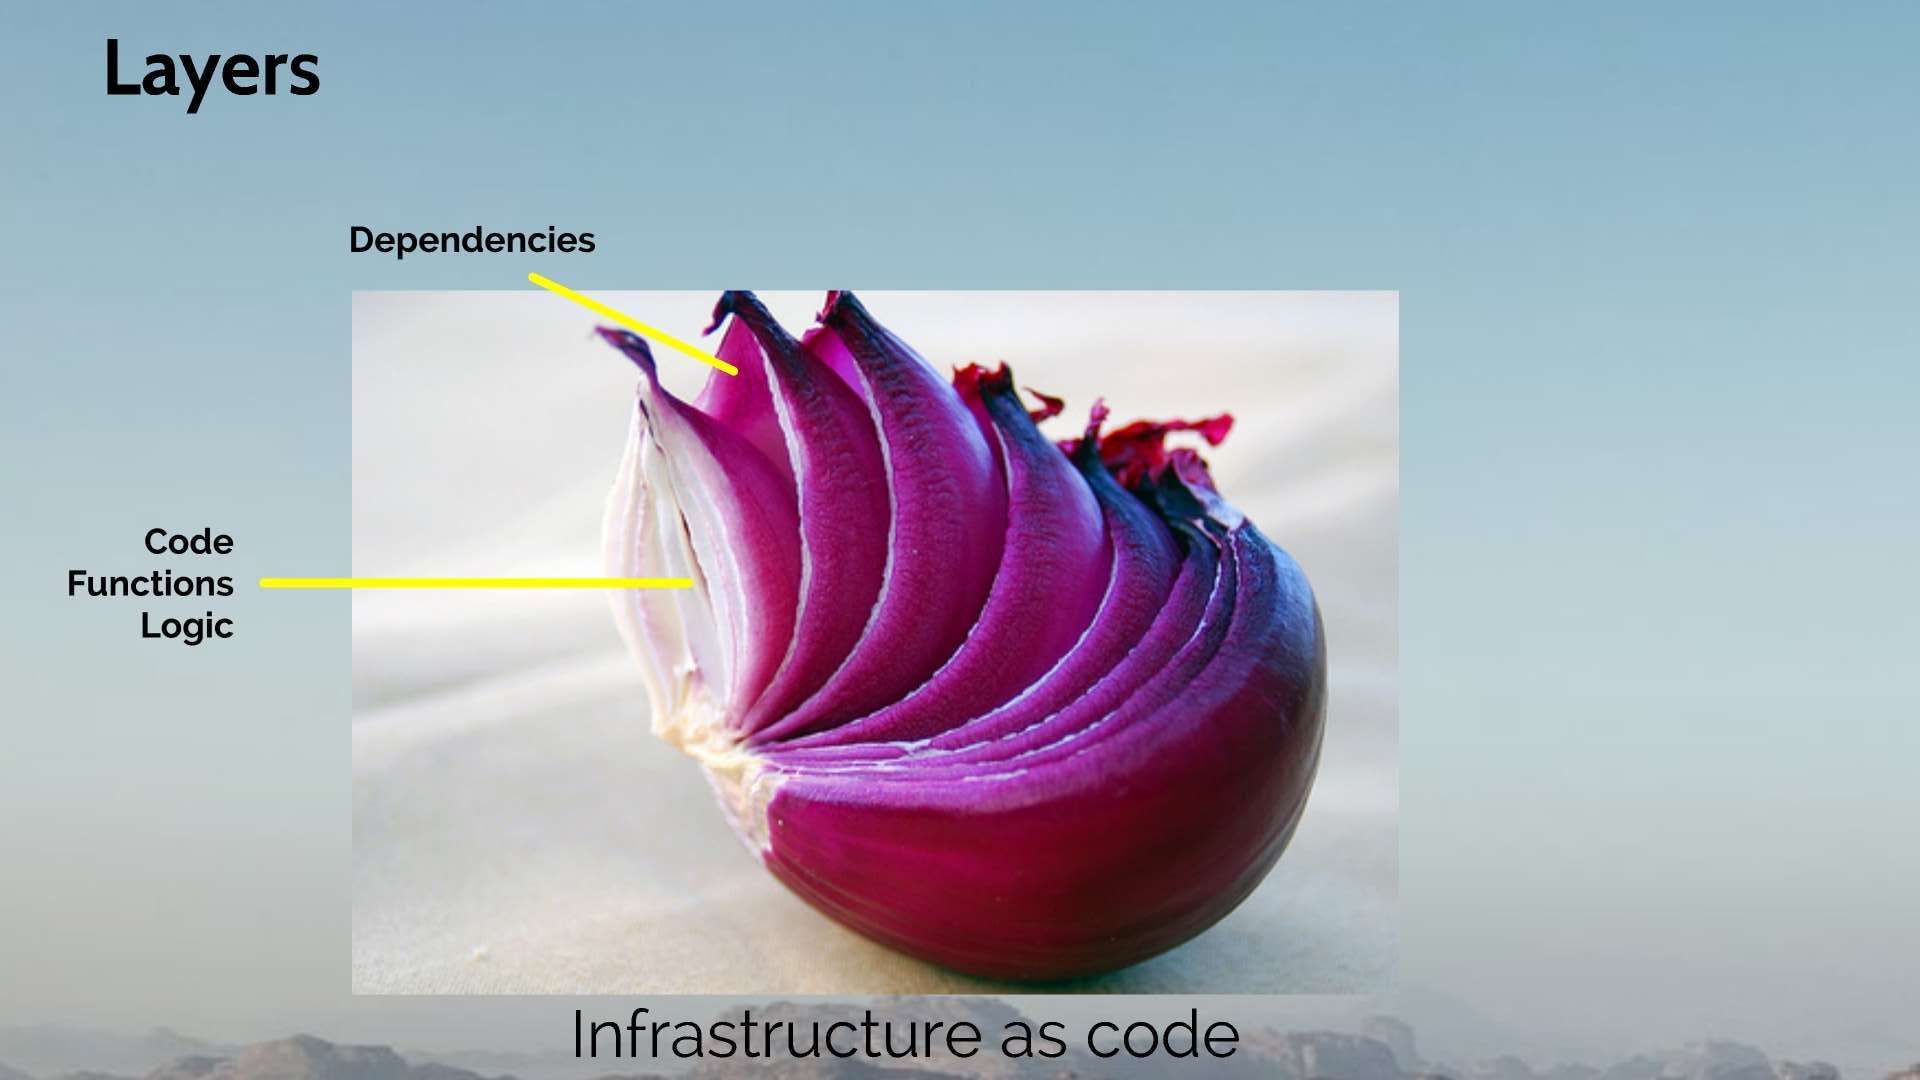 Layers
Dependencies
Code
Functions
Logic
Infrastructure as code